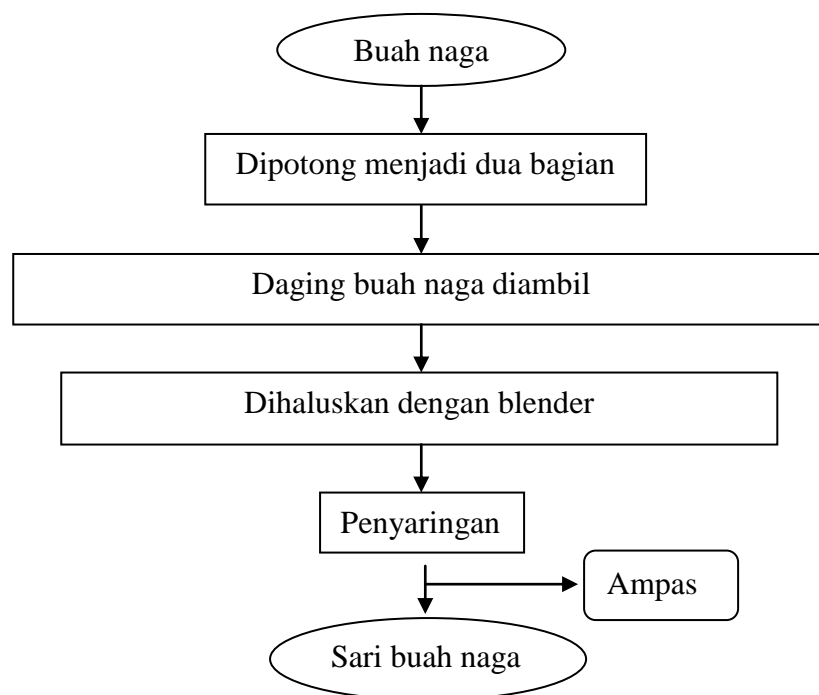 Buah naga
Dipotong menjadi dua bagian
Daging buah naga diambil
Dihaluskan dengan blender
Penyaringan
Ampas
Sari buah naga